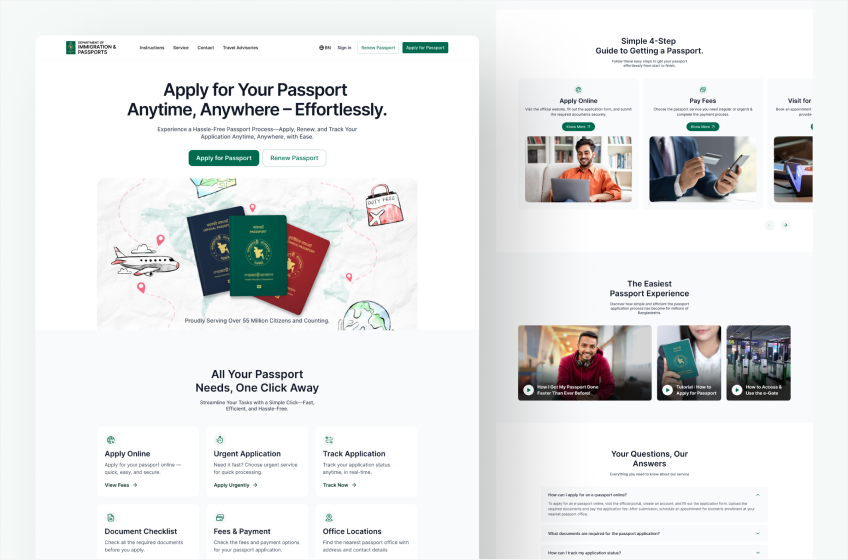 DEPARTMENT OF
IMMIGRATION &
PASSPORTS
Instructions
Service
Contact
Travel Advisories
BN
Sign in
Renew Passport
Apply for Passport
Apply for Your Passport
Anytime, Anywhere – Effortlessly.
Experience a Hassle-Free Passport Process—Apply, Renew, and Track Your
Application Anytime, Anywhere, with Ease.
Apply for Passport
Renew Passport
DUTY FREE
PASSPORT
Proudly Serving Over 55 Million Citizens and Counting.
All Your Passport
Needs, One Click Away
Streamline Your Tasks with a Simple Click—Fast,
Efficient, and Hassle-Free.
Apply Online
Apply for your passport online —
quick, easy, and secure.
View Fees
Urgent Application
Need it fast? Choose urgent service
for quick processing.
Apply Urgently
Track Application
Track your application status
anytime, in real-time.
Track Now
Document Checklist
Check all the required documents
before you apply.
Fees & Payment
Check the fees and payment options
for your passport application.
Office Locations
Find the nearest passport office with
address and contact details
Simple 4-Step
Guide to Getting a Passport.
Follow these easy steps to get your passport
effortlessly from start to finish.
Apply Online
Visit the official website, fill out the application form, and submit
the required documents securely.
Know More
Pay Fees
Choose the passport service you need (regular or urgent) &
complete the payment process.
Know More
Visit for
Book an appointment
provide
The Easiest
Passport Experience
Discover how simple and efficient the passport
application process has become for millions of
Bangladeshis
How I Got My Passport Done
Faster Than Ever Before!
Tutorial : How to
Apply for Passport
How to Access &
Use the e-Gate
Your Questions, Our
Answers
Everything you need to know about our service
How can I apply for an e-passport online?
To apply for an e-passport online, visit the official portal, create an account, and fill out the application form. Upload the
required documents and pay the application fee. After submission, schedule an appointment for biometric enrollment at your
nearest passport office.
What documents are required for the passport application?
How can I track my application status?